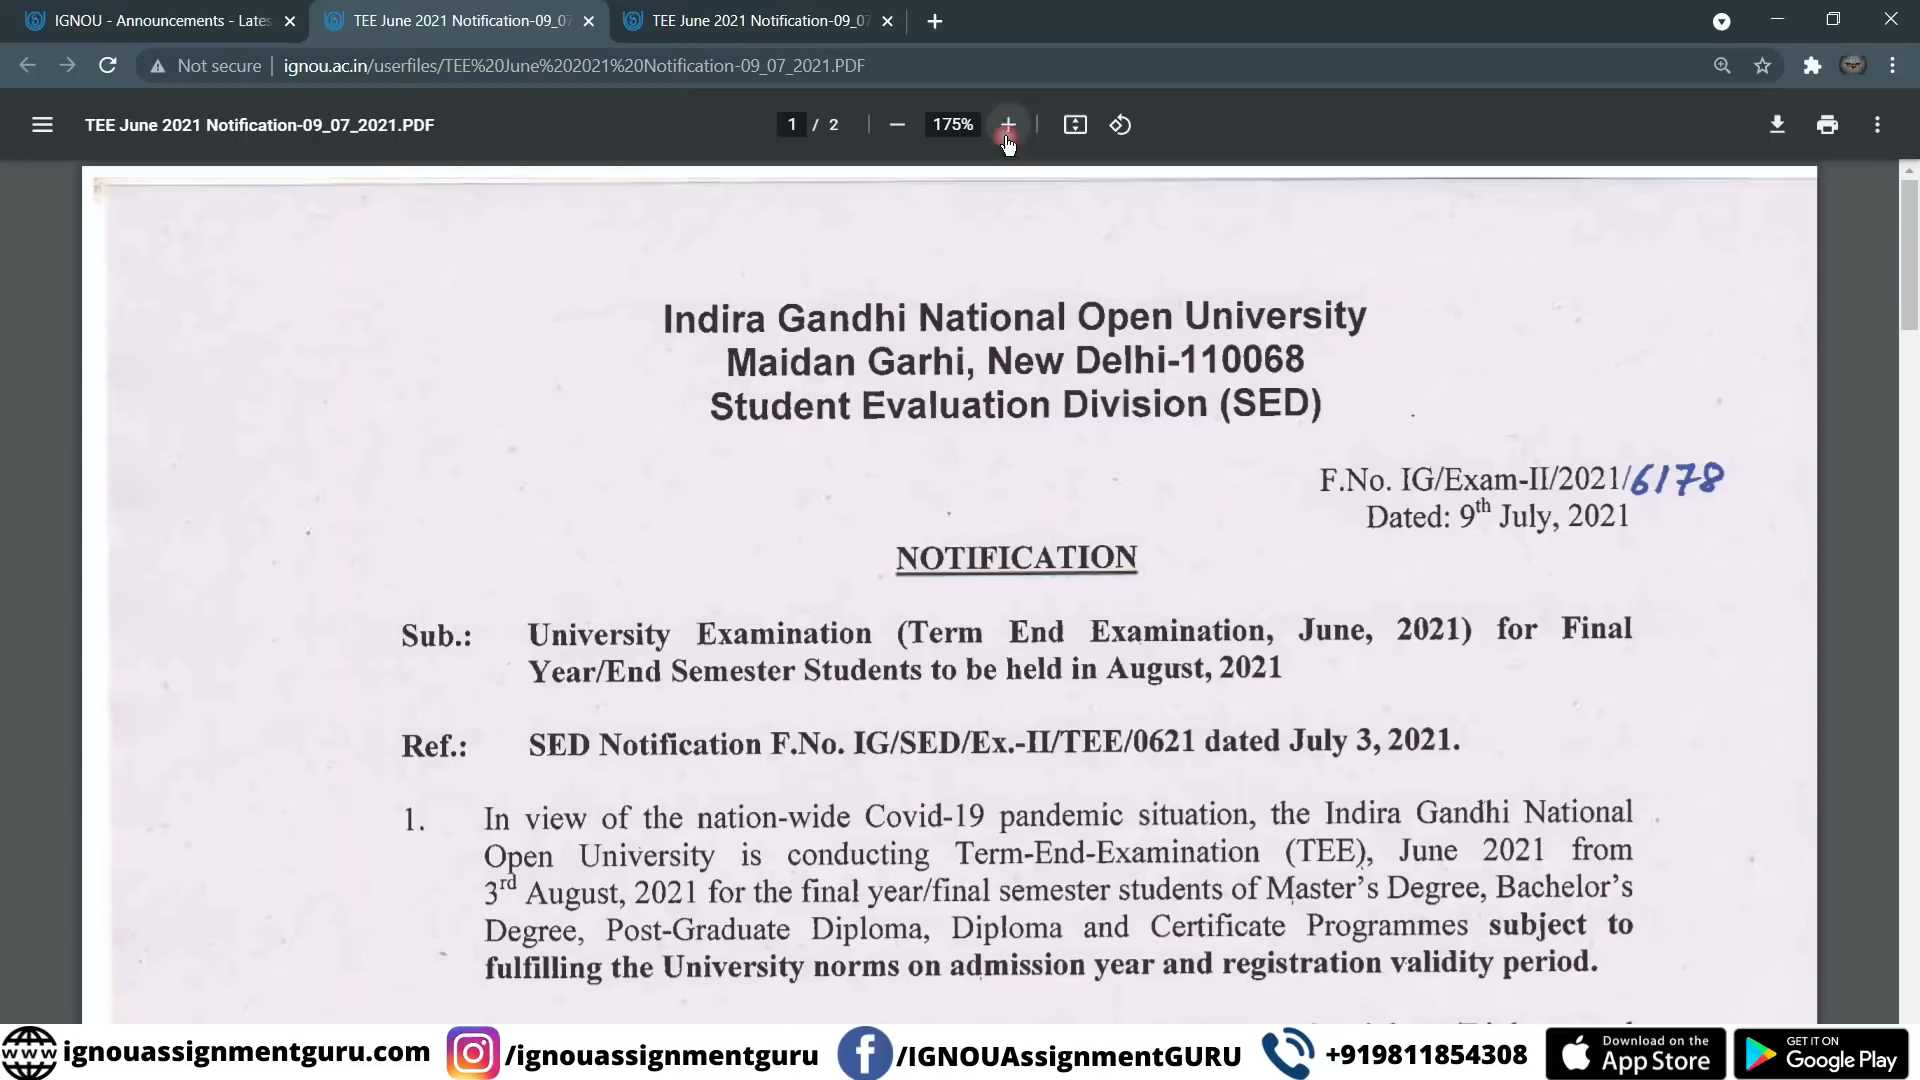 IGNOU - Announcements - Lates
TEE June 2021 Notification-09_07
TEE June 2021 Notification-09_07
Not secure
ignou.ac.in/userfiles/TEE%20June%202021%20Notification-09_07_2021.PDF
TEE June 2021 Notification-09_07_2021.PDF
1 / 2
175%
Indira Gandhi National Open University
Maidan Garhi, New Delhi-110068
Student Evaluation Division (SED)
F.No. IG/Exam-II/2021/6178
Dated: 9th July, 2021
NOTIFICATION
Sub.: University Examination (Term End Examination, June, 2021) for Final
Year/End Semester Students to be held in August, 2021
Ref.: SED Notification F.No. IG/SED/Ex.-II/TEE/0621 dated July 3, 2021.
1. In view of the nation-wide Covid-19 pandemic situation, the Indira Gandhi National
Open University is conducting Term-End-Examination (TEE), June 2021 from
3rd August, 2021 for the final year/final semester students of Master's Degree, Bachelor's
Degree, Post-Graduate Diploma, Diploma and Certificate Programmes subject to
fulfilling the University norms on admission year and registration validity period.
www ignouassignmentguru.com /ignouassignmentguru /IGNOUAssignmentGURU +919811854308
Download on the
App Store
GET IT ON
Google Play